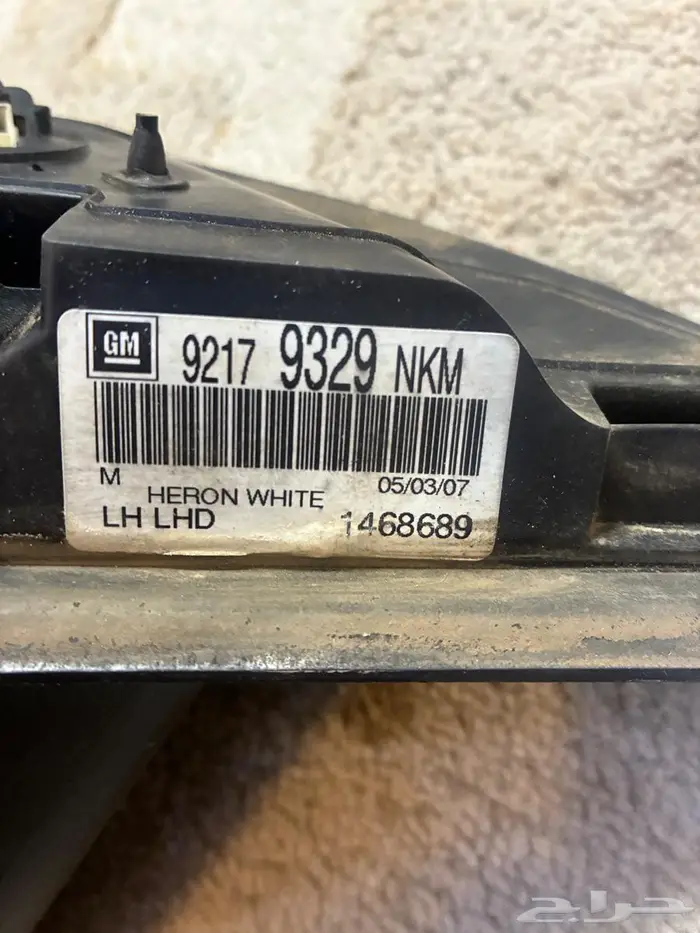 GM 9217 9329 NKM
M 05/03/07
HERON WHITE
LH LHD 1468689
حراج